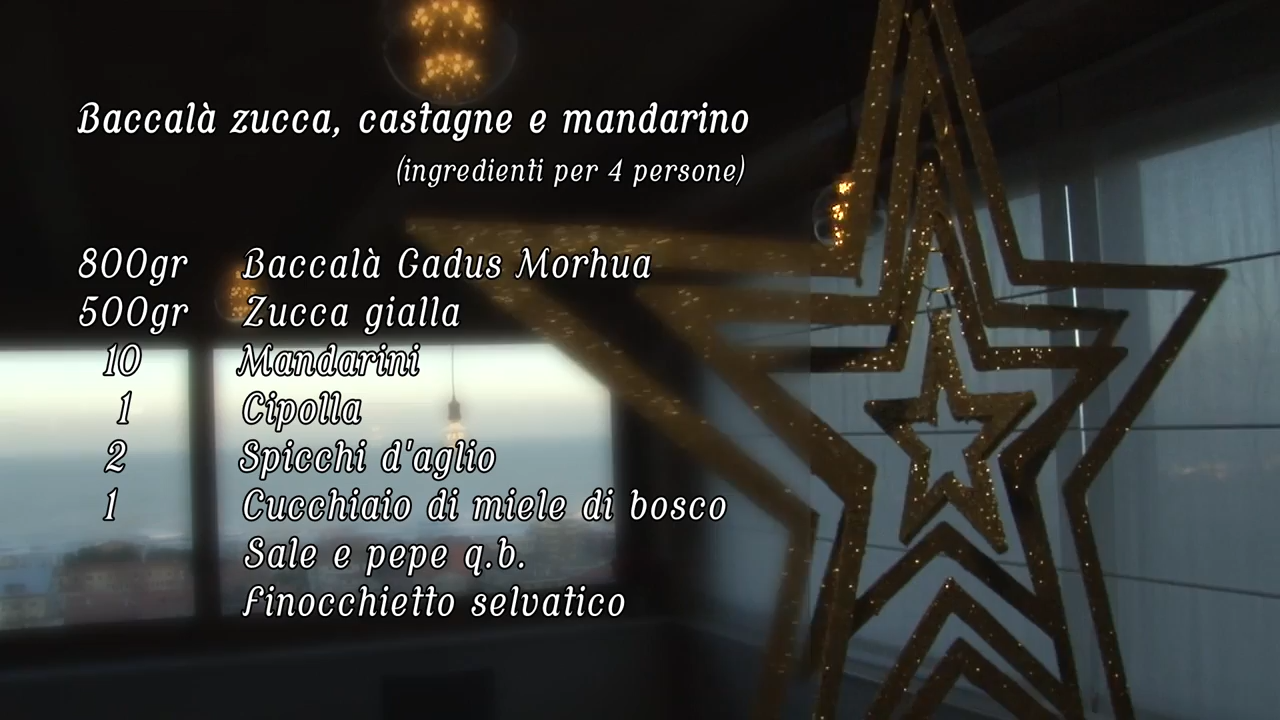 Baccalà zucca, castagne e mandarino
(ingredienti per 4 persone)
800gr Baccalà Gadus Morhua
500gr Zucca gialla
10 Mandarini
1 Cipolla
2 Spicchi d'aglio
1 Cucchiaio di miele di bosco
Sale e pepe q.b.
Finocchietto selvatico